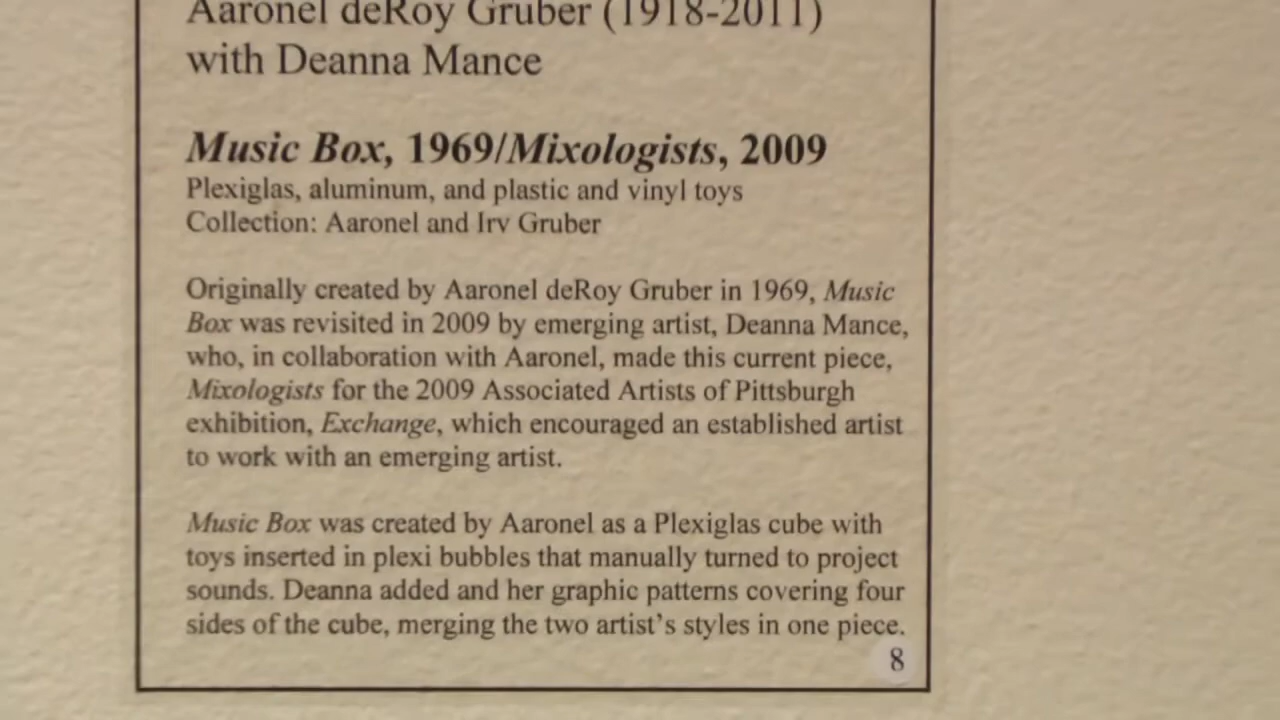 Aaronel deRoy Gruber (1918-2011)
with Deanna Mance
Music Box, 1969/Mixologists, 2009
Plexiglas, aluminum, and plastic and vinyl toys
Collection: Aaronel and Irv Gruber
Originally created by Aaronel deRoy Gruber in 1969, Music
Box was revisited in 2009 by emerging artist, Deanna Mance,
who, in collaboration with Aaronel, made this current piece,
Mixologists for the 2009 Associated Artists of Pittsburgh
exhibition, Exchange, which encouraged an established artist
to work with an emerging artist.
Music Box was created by Aaronel as a Plexiglas cube with
toys inserted in plexi bubbles that manually turned to project
sounds. Deanna added and her graphic patterns covering four
sides of the cube, merging the two artist's styles in one piece.
8